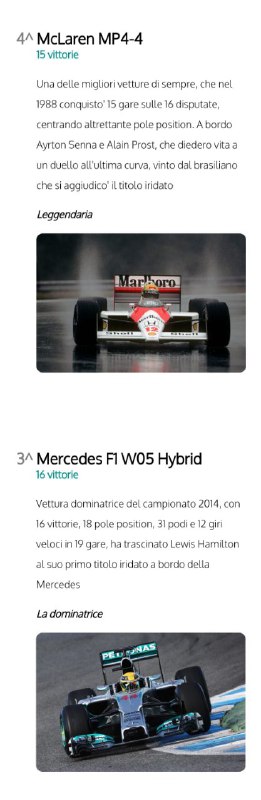 4^ McLaren MP4-4
15 vittorie
Una delle migliori vetture di sempre, che nel
1988 conquisto' 15 gare sulle 16 disputate,
centrando altrettante pole position. A bordo
Ayrton Senna e Alain Prost, che diedero vita a
un duello all'ultima curva, vinto dal brasiliano
che si aggiudico' il titolo iridato
Leggendaria
Marlboro
Shell Shell
3^ Mercedes F1 W05 Hybrid
16 vittorie
Vettura dominatrice del campionato 2014, con
16 vittorie, 18 pole position, 31 podi e 12 giri
veloci in 19 gare, ha trascinato Lewis Hamilton
al suo primo titolo iridato a bordo della
Mercedes
La dominatrice
PETRONAS